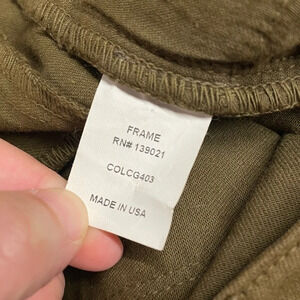 FRAME
RN# 139021
COLCG403
MADE IN USA